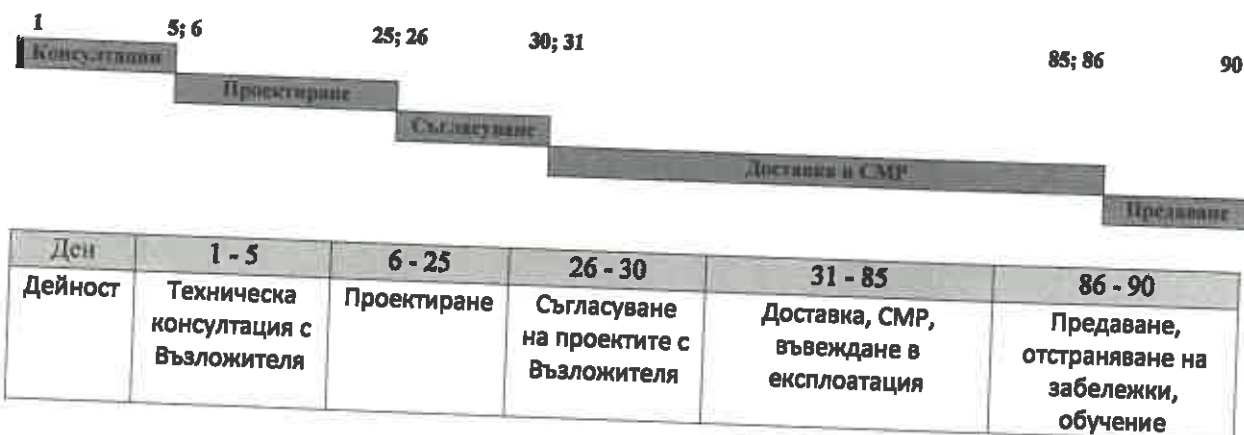 1 5; 6 25; 26 30; 31 85; 86 90
Консултации
Проектиране
Съгласуване
Доставка и СМР
Предаване
Ден 1 - 5 6 - 25 26 - 30 31 - 85 86 - 90
Дейност Техническа Проектиране Съгласуване Доставка, СМР, Предаване,
консултация с на проектите с въвеждане в отстраняване на
Възложителя Възложителя експлоатация забележки,
обучение